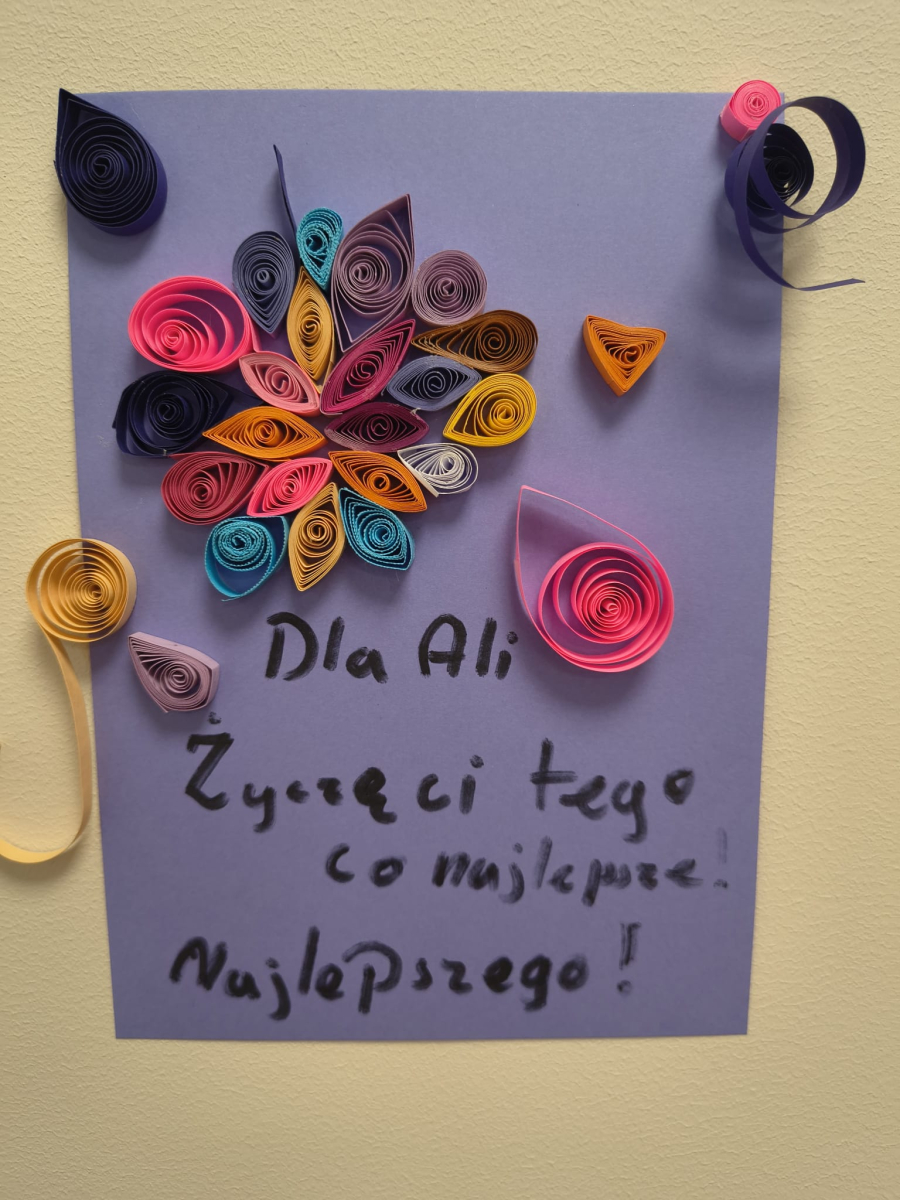 Dla Ali
Życzę ci tego
co najlepsze!
Najlepszego!